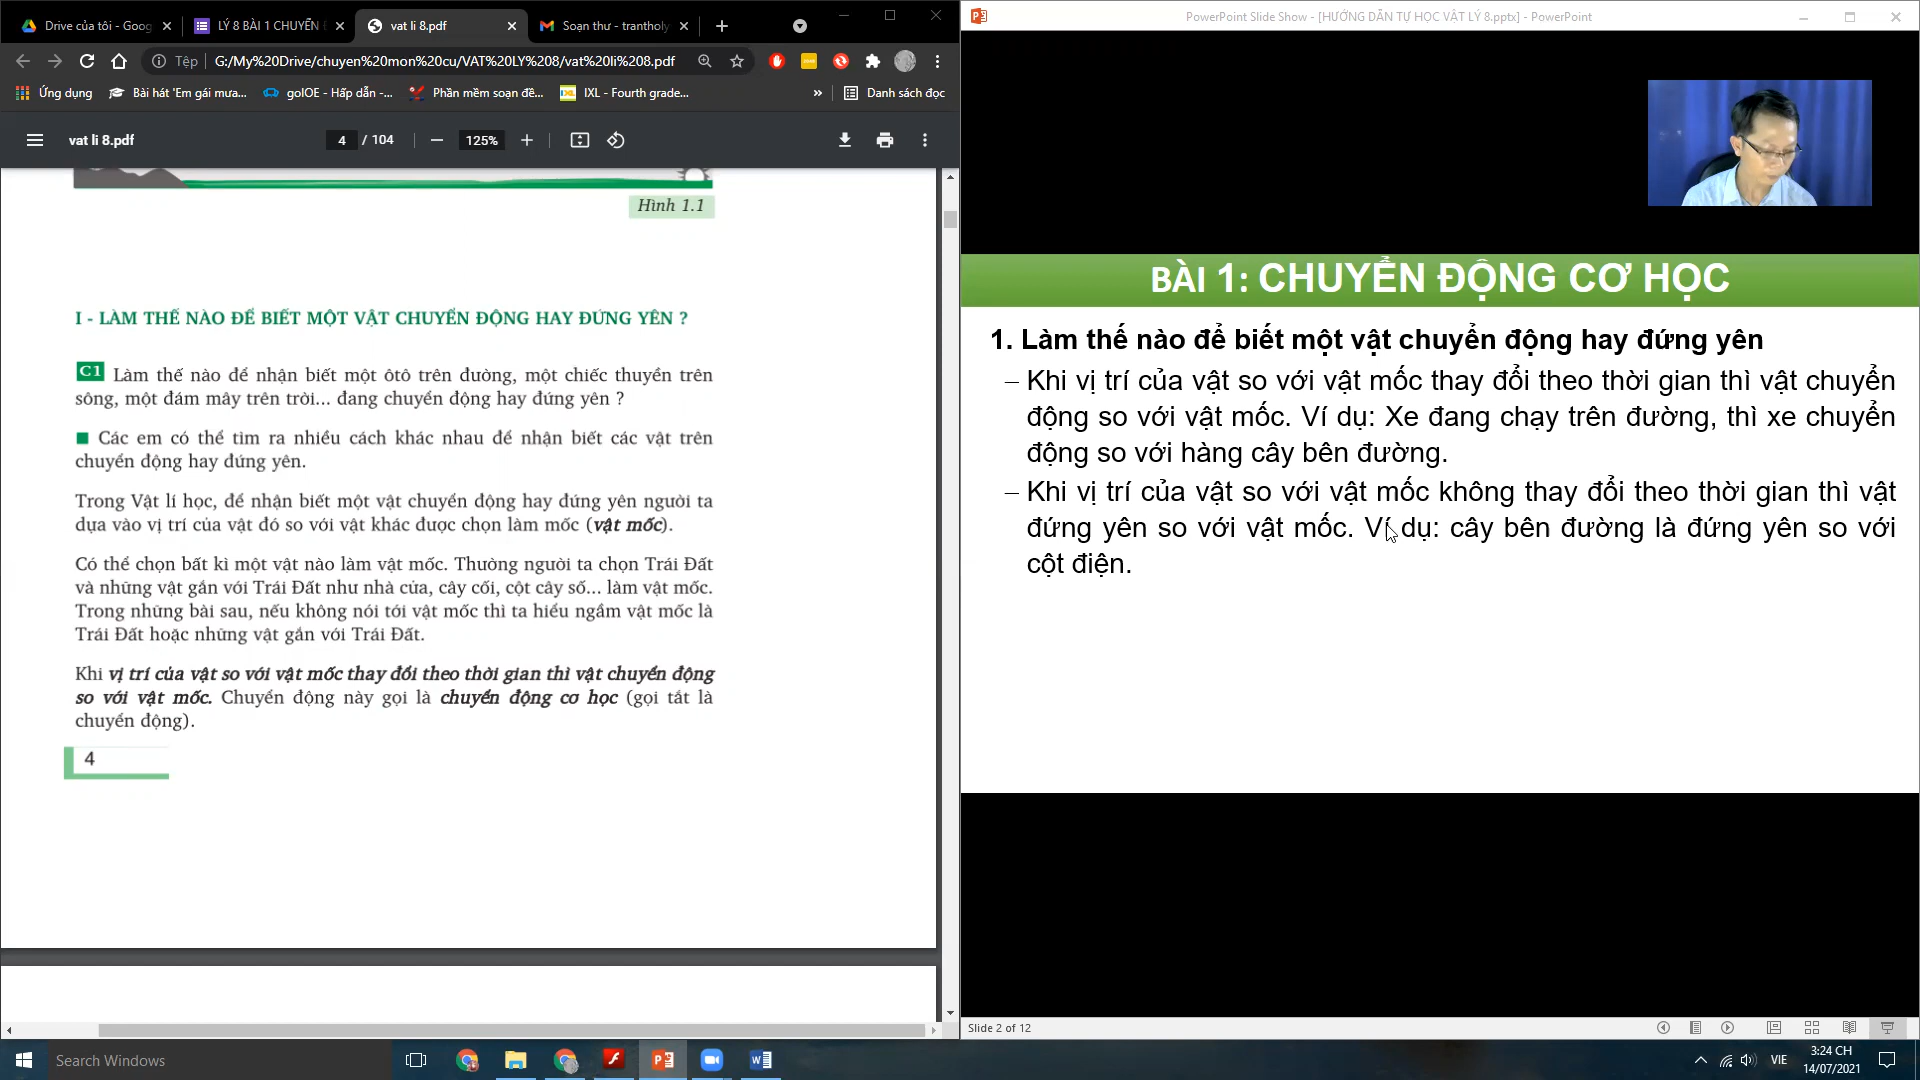 Drive của tôi - Goog
LÝ 8 BÀI 1 CHUYỂN
vat li 8.pdf
Soạn thư - trantholy
Tệp
G:/My%20Drive/chuyen%20mon%20cu/VAT%20LY%208/vat%20li%208.pdf
Ứng dụng
Bài hát 'Em gái mưa...
goIOE - Hấp dẫn -...
Phần mềm soạn đề...
IXL - Fourth grade...
»
Danh sách đọc
vat li 8.pdf
4 / 104
125%
Hình 1.1
I - LÀM THẾ NÀO ĐỂ BIẾT MỘT VẬT CHUYỂN ĐỘNG HAY ĐỨNG YÊN ?
C1 Làm thế nào để nhận biết một ôtô trên đường, một chiếc thuyền trên
sông, một đám mây trên trời... đang chuyển động hay đứng yên ?
Các em có thể tìm ra nhiều cách khác nhau để nhận biết các vật trên
chuyển động hay đứng yên.
Trong Vật lí học, để nhận biết một vật chuyển động hay đứng yên người ta
dựa vào vị trí của vật đó so với vật khác được chọn làm mốc (vật mốc).
Có thể chọn bất kì một vật nào làm vật mốc. Thường người ta chọn Trái Đất
và những vật gắn với Trái Đất như nhà cửa, cây cối, cột cây số... làm vật mốc.
Trong những bài sau, nếu không nói tới vật mốc thì ta hiểu ngầm vật mốc là
Trái Đất hoặc những vật gắn với Trái Đất.
Khi vị trí của vật so với vật mốc thay đổi theo thời gian thì vật chuyển động
so với vật mốc. Chuyển động này gọi là chuyển động cơ học (gọi tắt là
chuyển động).
4
PowerPoint Slide Show - [HƯỚNG DẪN TỰ HỌC VẬT LÝ 8.pptx] - PowerPoint
BÀI 1: CHUYỂN ĐỘNG CƠ HỌC
1. Làm thế nào để biết một vật chuyển động hay đứng yên
– Khi vị trí của vật so với vật mốc thay đổi theo thời gian thì vật chuyển
động so với vật mốc. Ví dụ: Xe đang chạy trên đường, thì xe chuyển
động so với hàng cây bên đường.
– Khi vị trí của vật so với vật mốc không thay đổi theo thời gian thì vật
đứng yên so với vật mốc. Ví dụ: cây bên đường là đứng yên so với
cột điện.
Slide 2 of 12
Search Windows
VIE
3:24 CH
14/07/2021